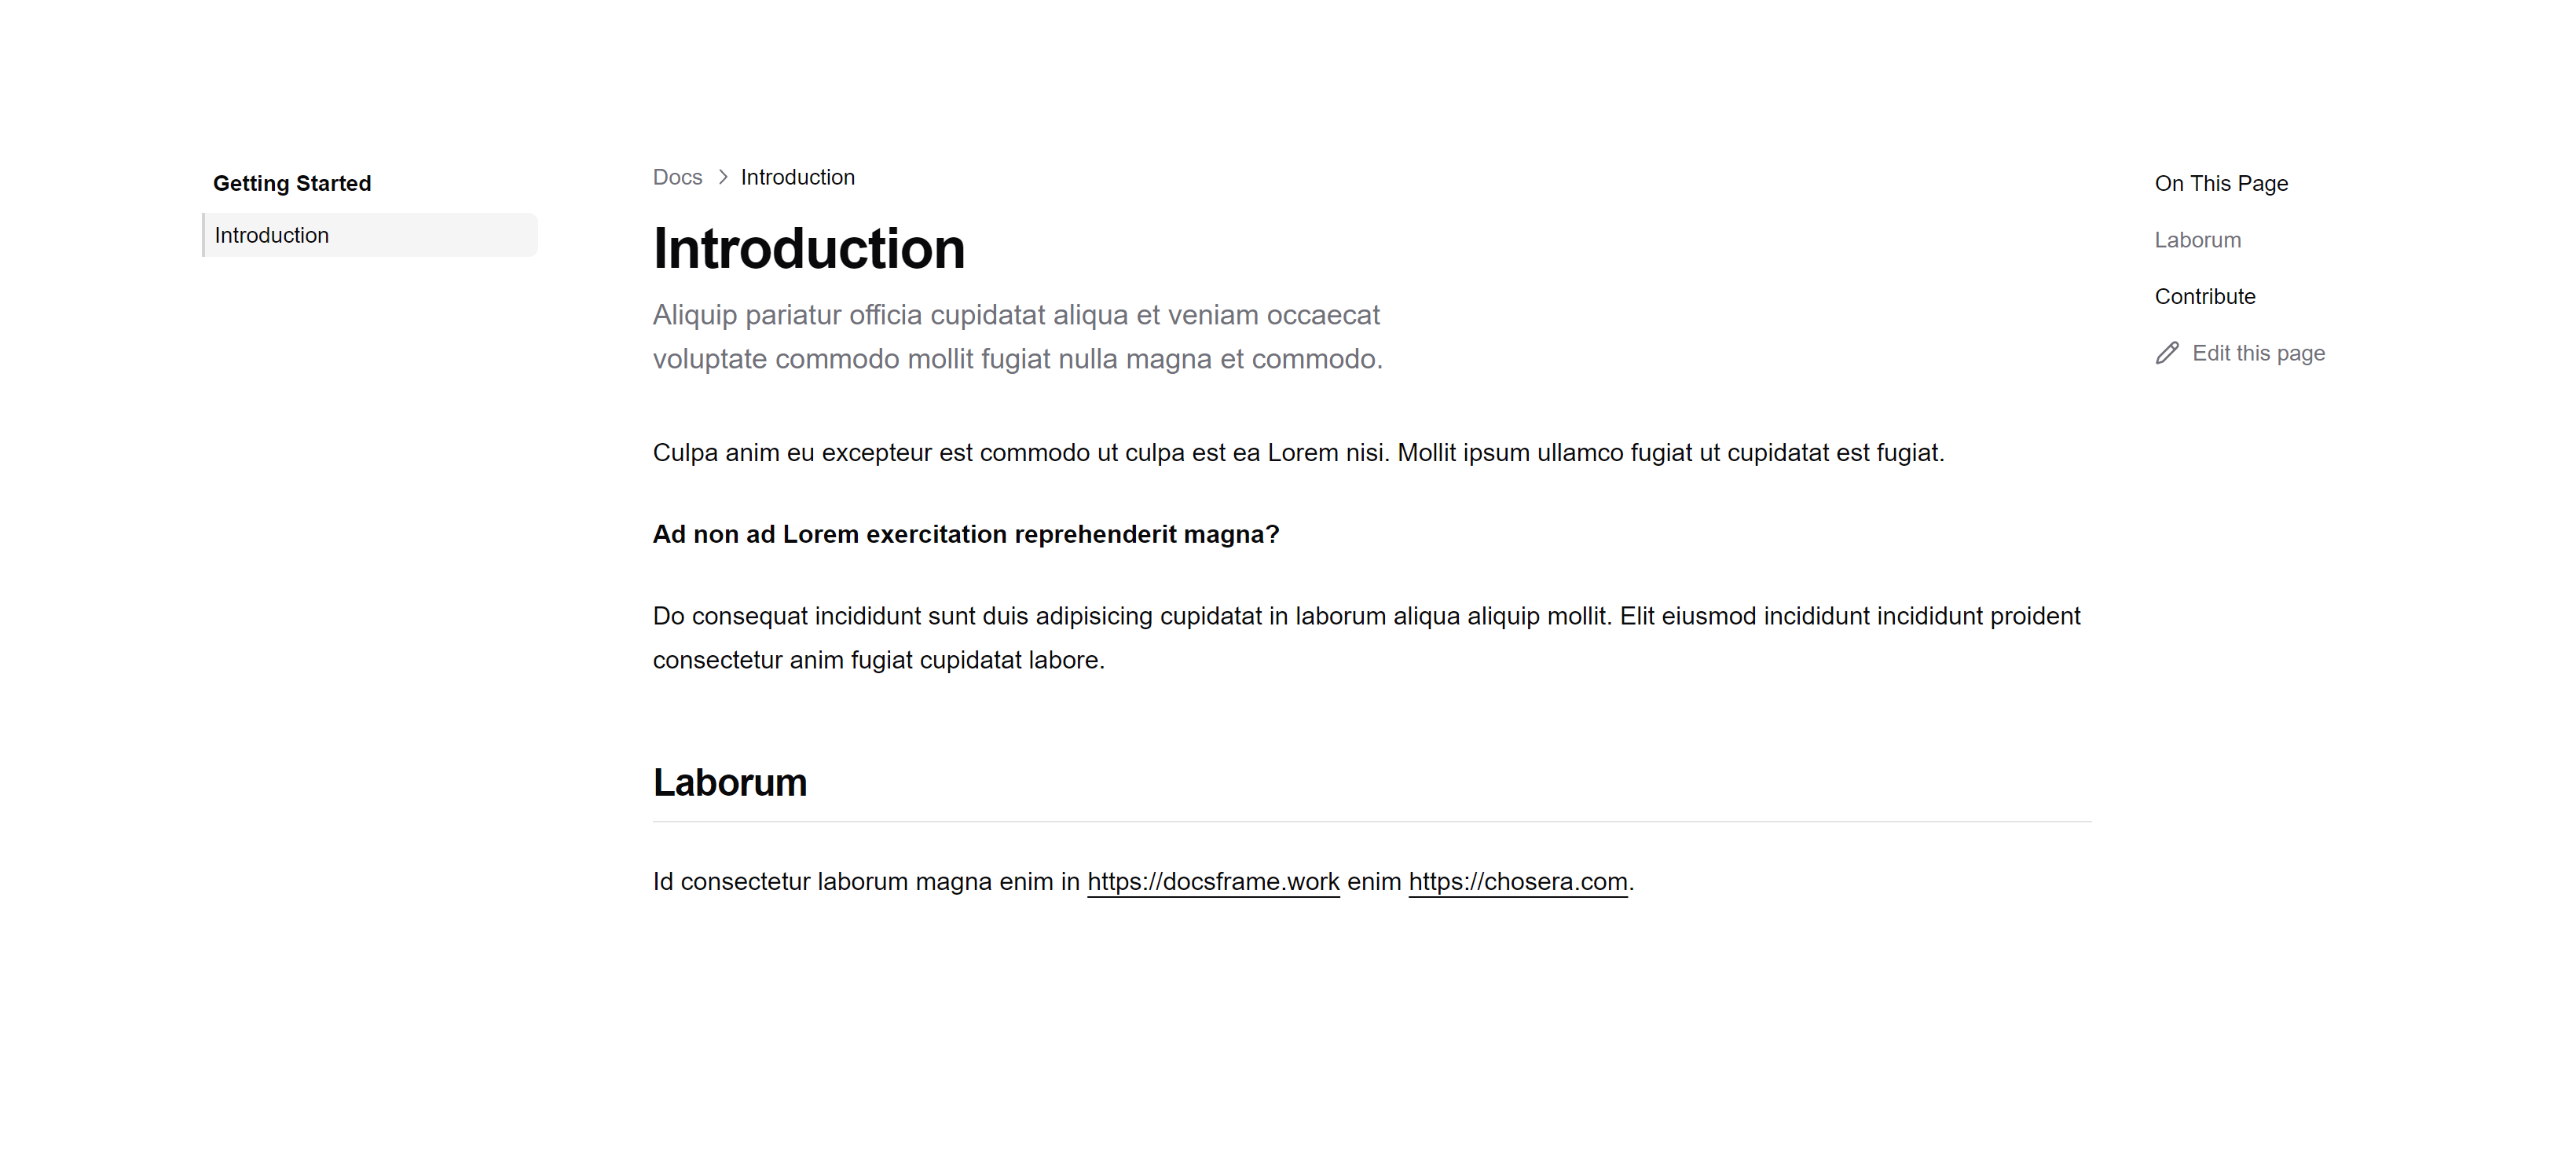 Getting Started
Introduction
Docs > Introduction
Introduction
Aliquip pariatur officia cupidatat aliqua et veniam occaecat
voluptate commodo mollit fugiat nulla magna et commodo.
Culpa anim eu excepteur est commodo ut culpa est ea Lorem nisi. Mollit ipsum ullamco fugiat ut cupidatat est fugiat.
Ad non ad Lorem exercitation reprehenderit magna?
Do consequat incididunt sunt duis adipisicing cupidatat in laborum aliqua aliquip mollit. Elit eiusmod incididunt incididunt proident
consectetur anim fugiat cupidatat labore.
Laborum
Id consectetur laborum magna enim in https://docsframe.work enim https://chosera.com.
On This Page
Laborum
Contribute
Edit this page